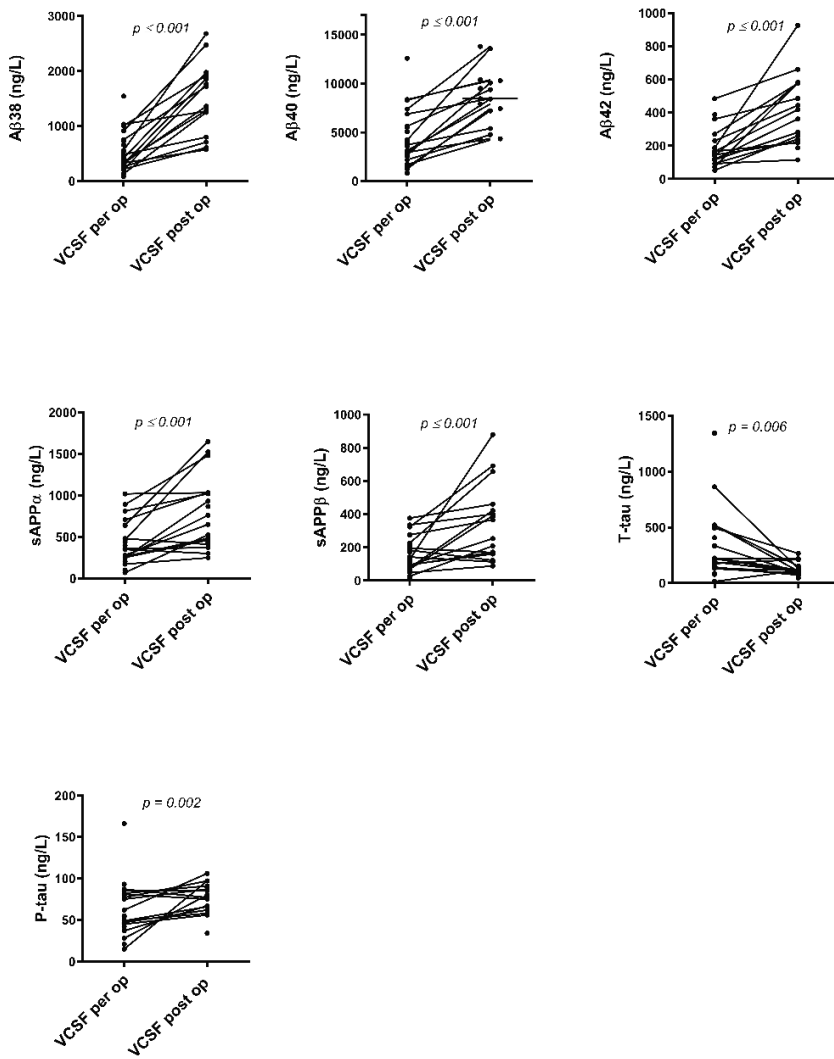 p < 0.001
Aβ38 (ng/L)
3000
2000
1000
0
VCSF per op
VCSF post op
p ≤ 0.001
Aβ40 (ng/L)
15000
10000
5000
0
VCSF per op
VCSF post op
p ≤ 0.001
Aβ42 (ng/L)
1000
800
600
400
200
0
VCSF per op
VCSF post op
p ≤ 0.001
sAPPα (ng/L)
2000
1500
1000
500
0
VCSF per op
VCSF post op
p ≤ 0.001
sAPPβ (ng/L)
1000
800
600
400
200
0
VCSF per op
VCSF post op
p = 0.006
T-tau (ng/L)
1500
1000
500
0
VCSF per op
VCSF post op
p = 0.002
P-tau (ng/L)
200
150
100
50
0
VCSF per op
VCSF post op